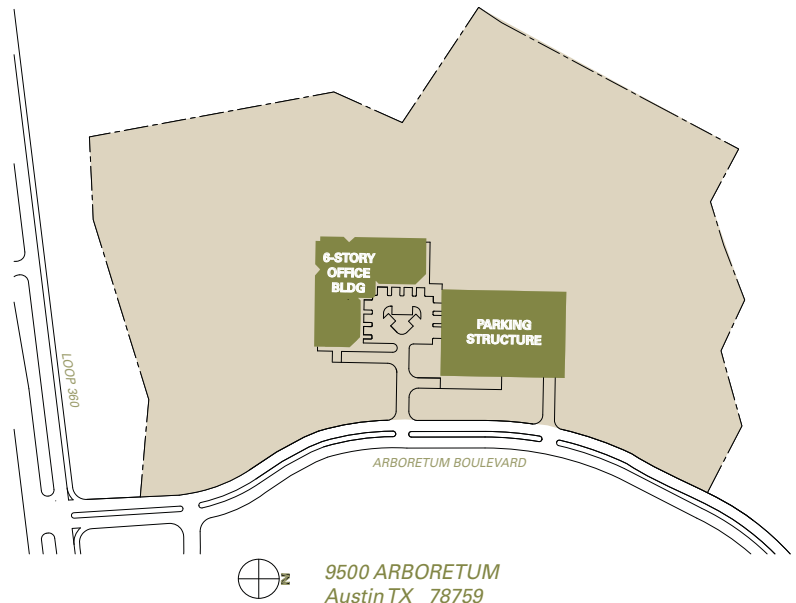 6-STORY
OFFICE
BLDG
PARKING
STRUCTURE
LOOP 360
ARBORETUM BOULEVARD
N
9500 ARBORETUM
Austin TX 78759